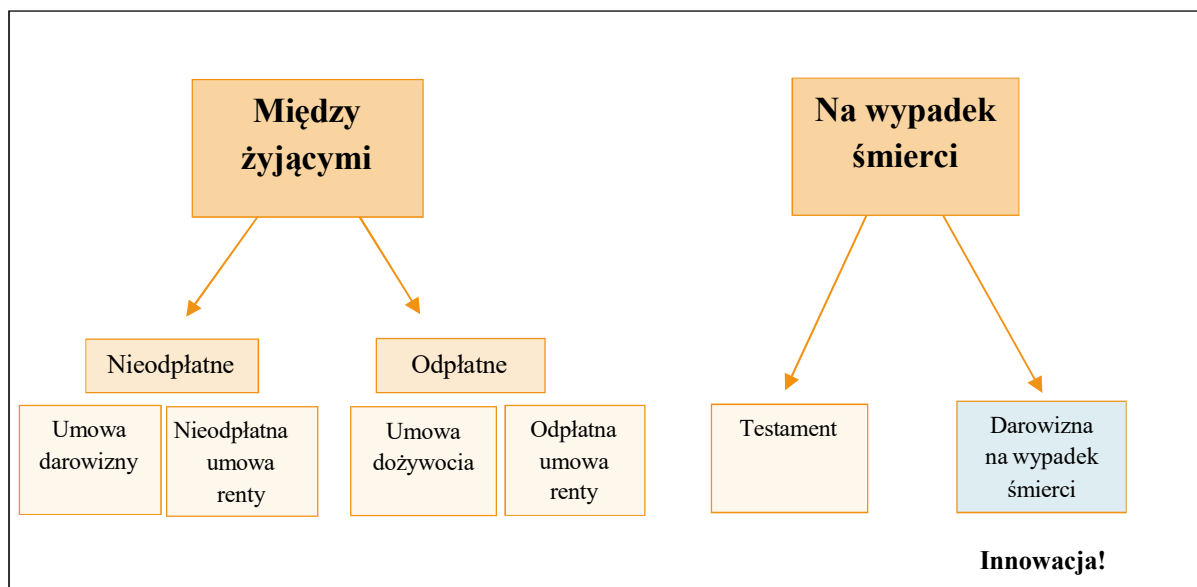 Między
żyjącymi
Na wypadek
śmierci
Nieodpłatne
Odpłatne
Umowa
darowizny
Nieodpłatna
umowa
renty
Umowa
dożywocia
Odpłatna
umowa
renty
Testament
Darowizna
na wypadek
śmierci
Innowacja!